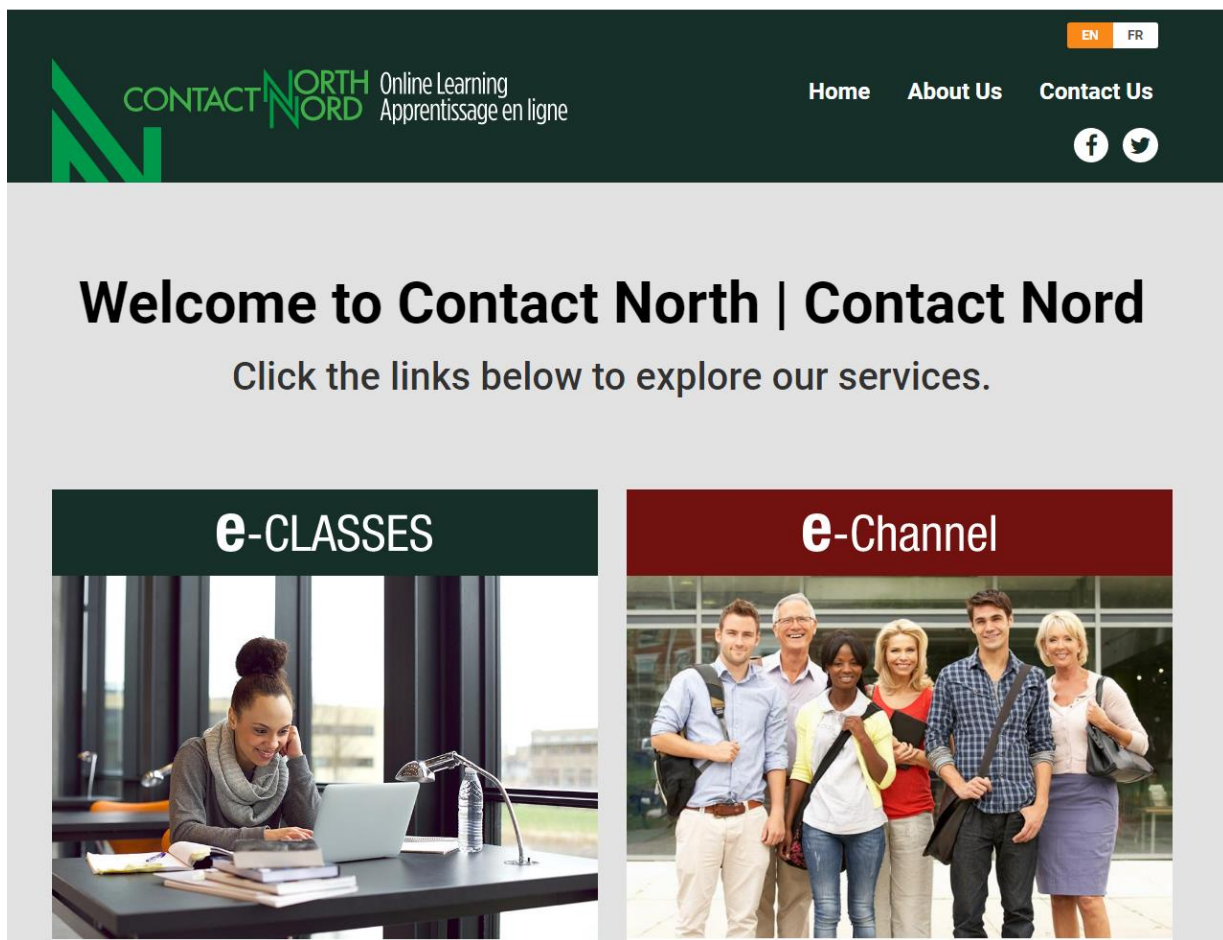 EN FR
CONTACT NORTH Online Learning
NORD Apprentissage en ligne
Home About Us Contact Us
Welcome to Contact North | Contact Nord
Click the links below to explore our services.
e-CLASSES
e-Channel